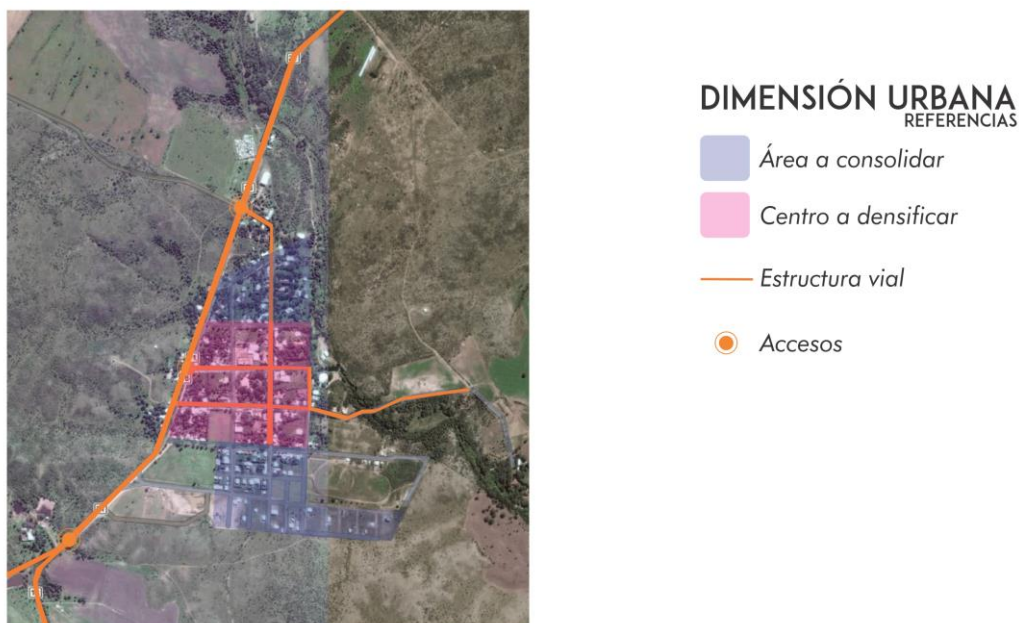 DIMENSIÓN URBANA
REFERENCIAS
Área a consolidar
Centro a densificar
Estructura vial
Accesos